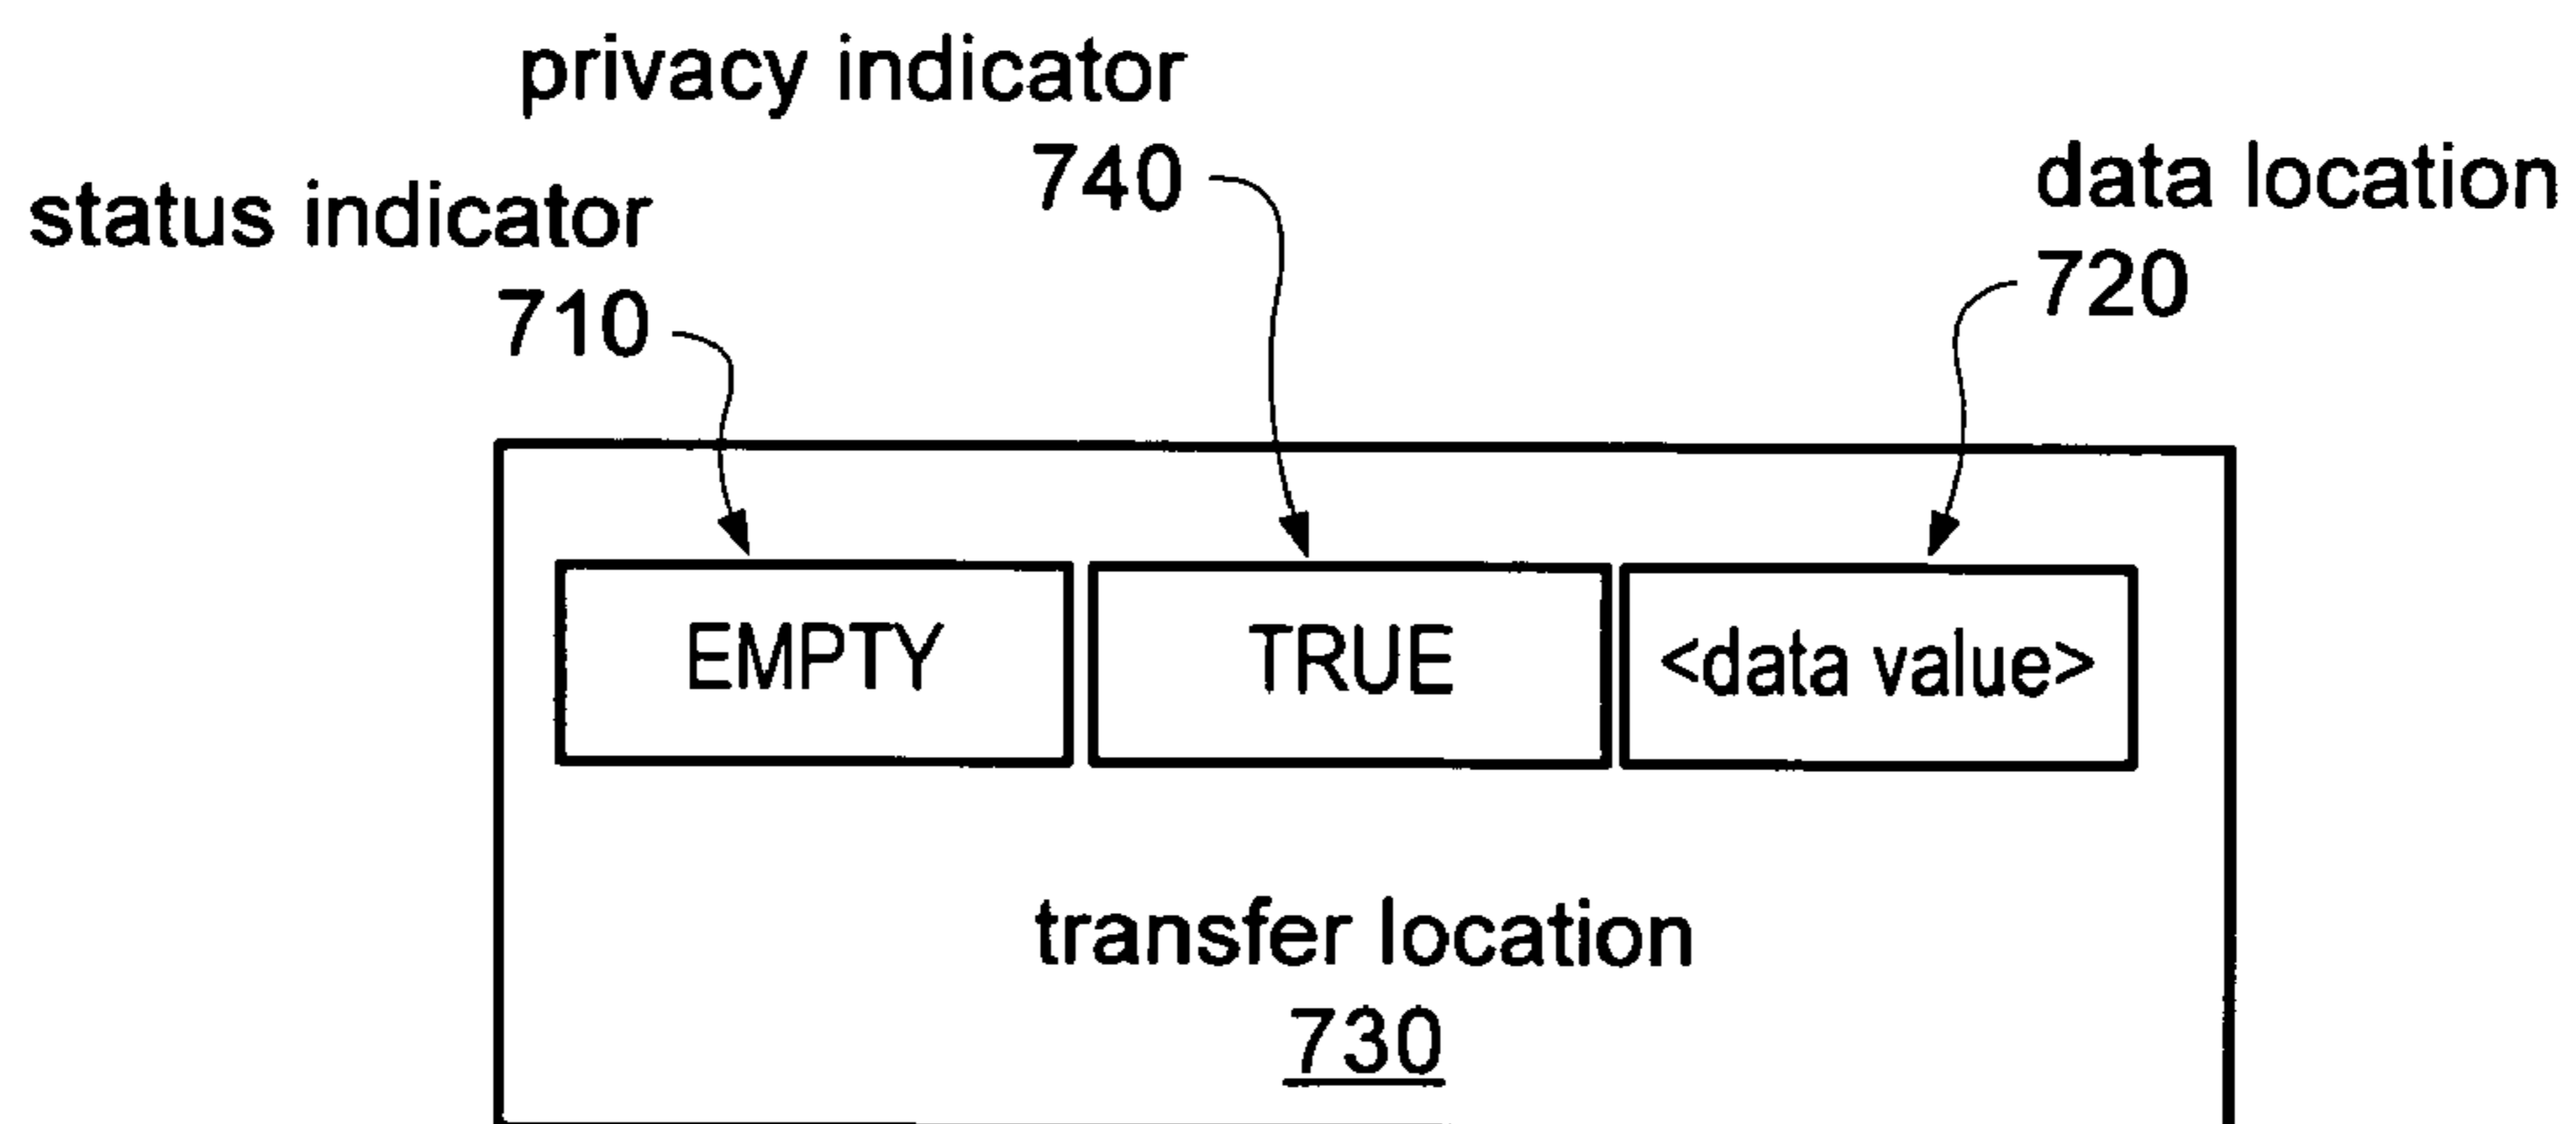 privacy indicator
740
data location
720
status indicator
710
EMPTY
TRUE
<data value>
transfer location
730